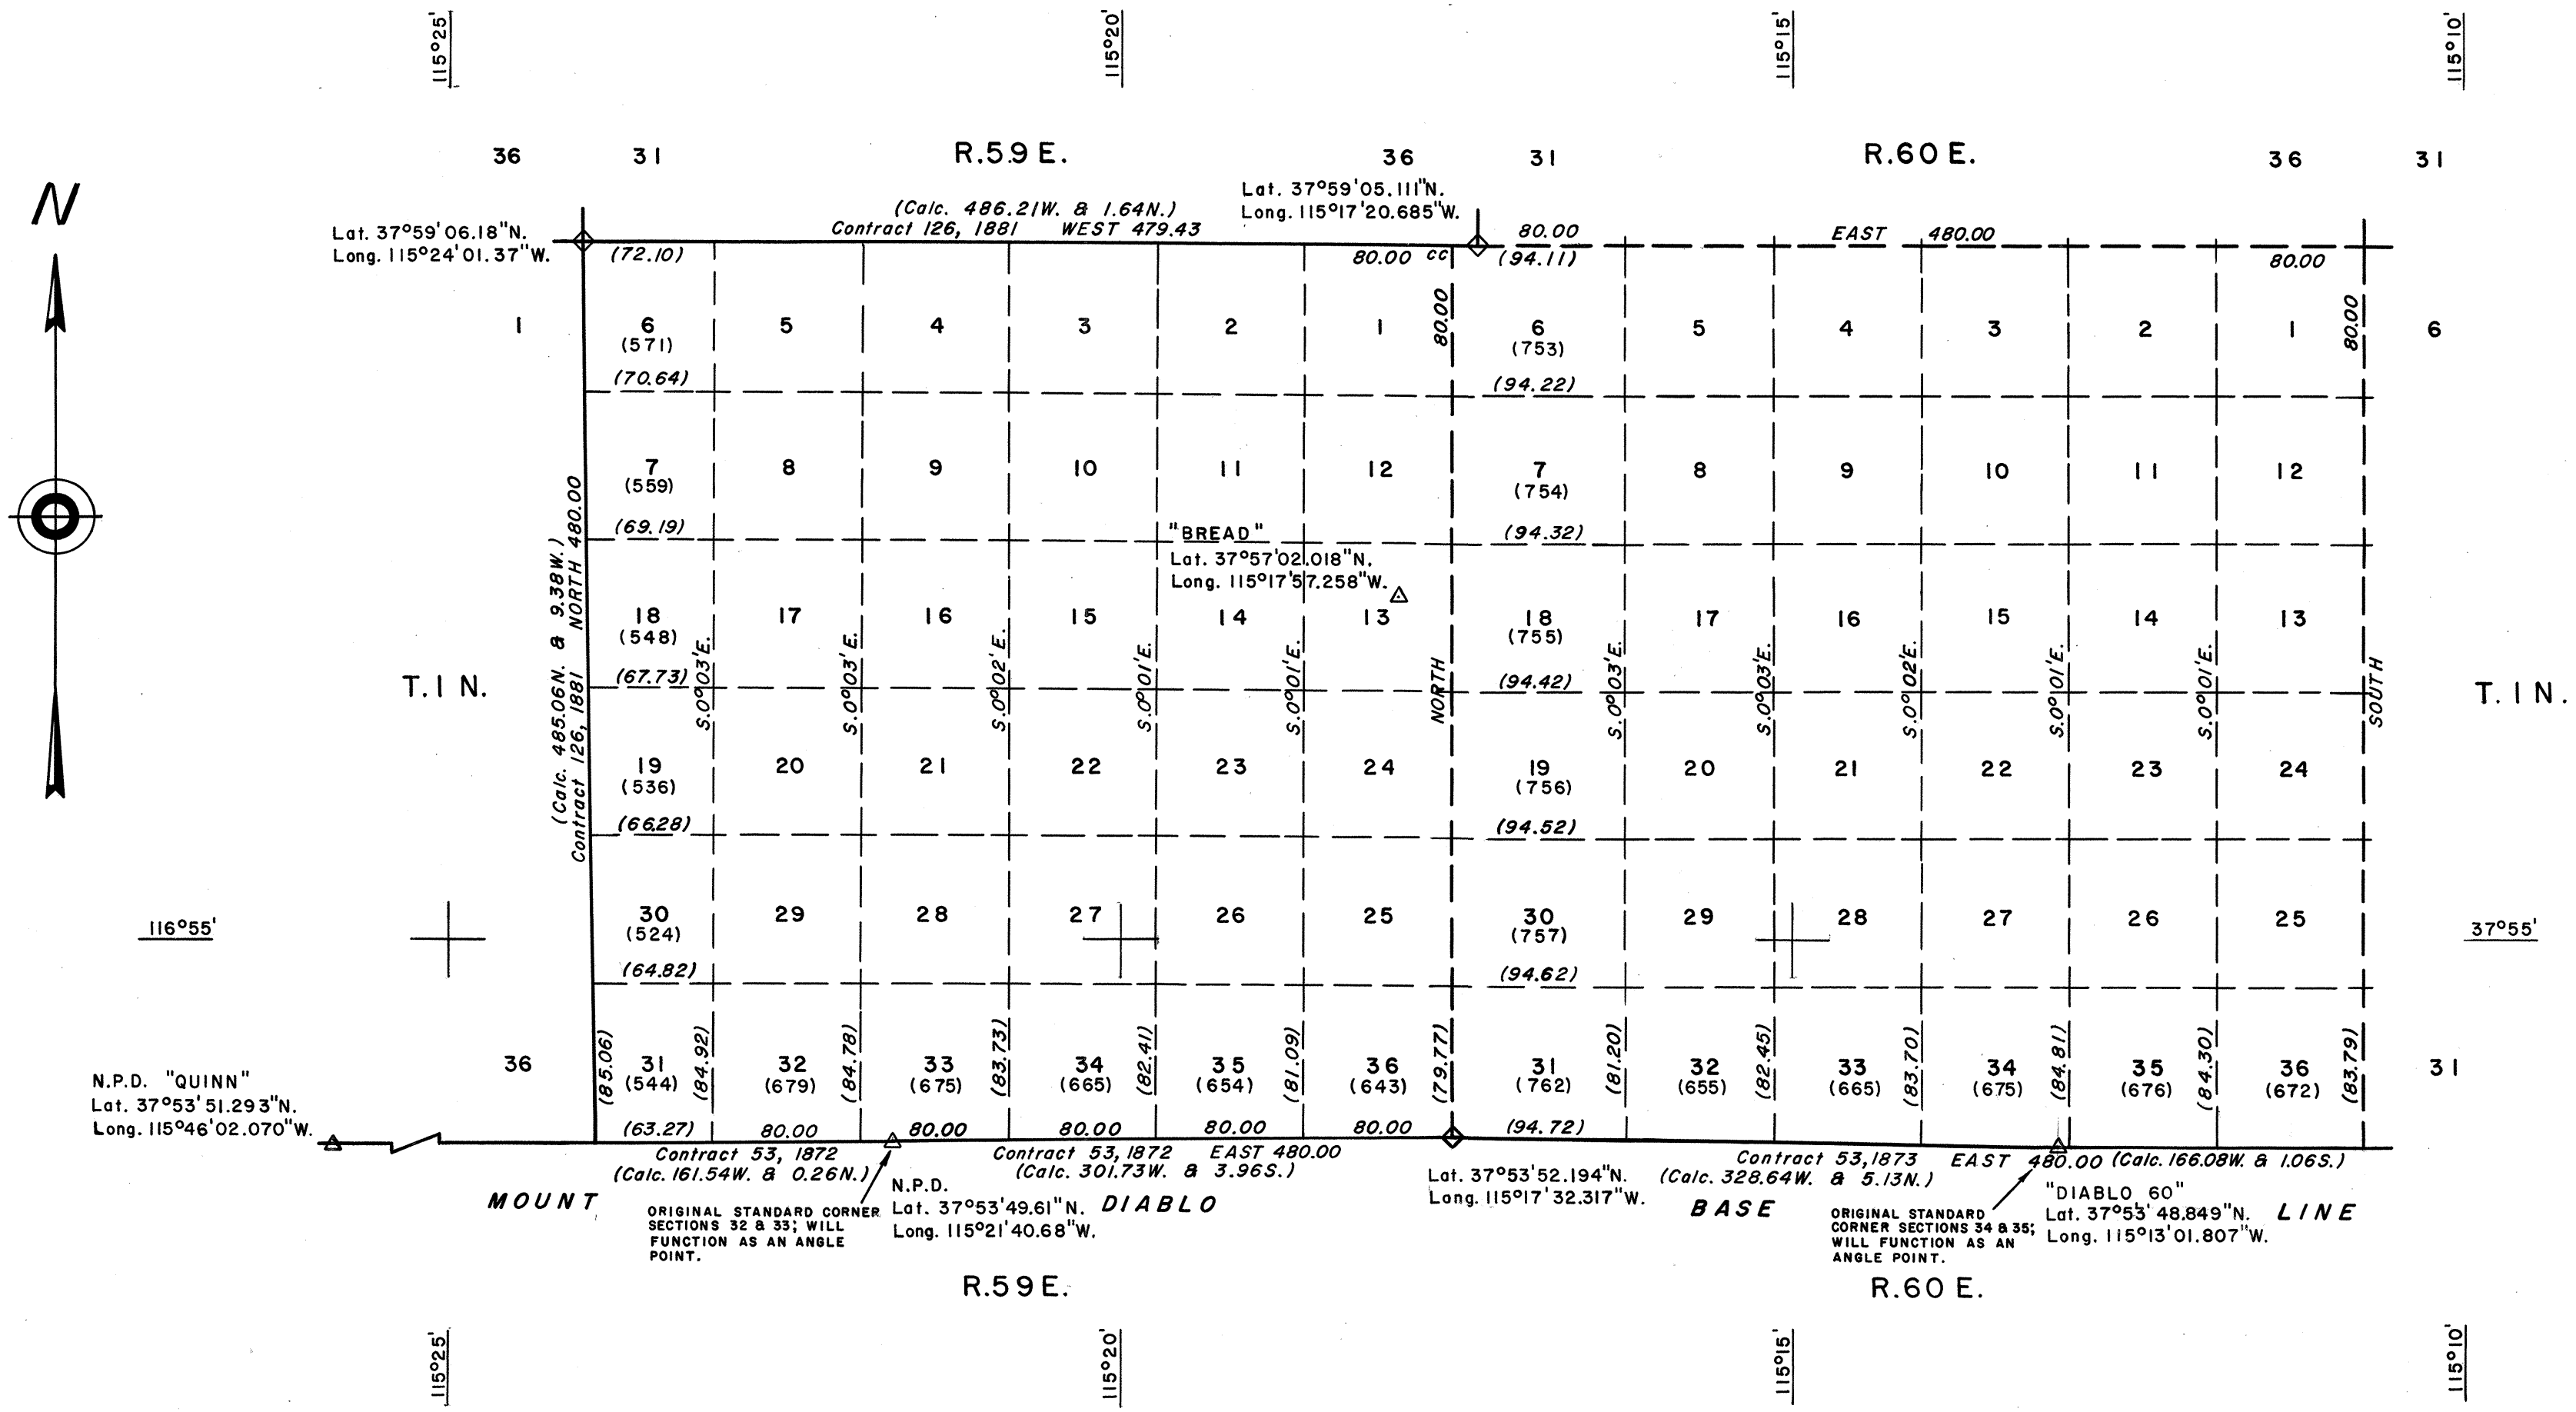 115°25'
115°20'
115°15'
115°10'
36
31
R.59 E.
36
31
R.60 E.
36
31
N
Lat. 37°59'06.18"N.
Long. 115°24'01.37"W.
(Calc. 486.21W. & 1.64N.)
Contract 126, 1881 WEST 479.43
Lat. 37°59'05.111"N.
Long. 115°17'20.685"W.
80.00
EAST 480.00
(72.10)
80.00 CC
(94.11)
80.00
1
6
5
4
3
2
1
80.00
6
5
4
3
2
1
80.00
6
(571)
(753)
(70.64)
(94.22)
7
8
9
10
11
12
7
8
9
10
11
12
(559)
(754)
(69.19)
(94.32)
"BREAD"
Lat. 37°57'02.018"N.
Long. 115°17'57.258"W.
(Calc. 485.06N. & 9.38W.)
Contract 126, 1881 NORTH 480.00
18
17
16
15
14
13
18
17
16
15
14
13
(548)
(755)
(67.73)
(94.42)
T.1 N.
S.0°03'E.
S.0°03'E.
S.0°02'E.
S.0°01'E.
S.0°01'E.
NORTH
S.0°03'E.
S.0°03'E.
S.0°02'E.
S.0°01'E.
S.0°01'E.
SOUTH
T.1 N.
19
20
21
22
23
24
19
20
21
22
23
24
(536)
(756)
(66.28)
(94.52)
116°55'
30
29
28
27
26
25
30
29
28
27
26
25
37°55'
(524)
(757)
(64.82)
(94.62)
36
(85.06)
31
(544)
(84.92)
32
(679)
(84.78)
33
(675)
(83.73)
34
(665)
(82.41)
35
(654)
(81.09)
36
(643)
(79.77)
31
(762)
(81.20)
32
(655)
(82.45)
33
(665)
(83.70)
34
(675)
(84.81)
35
(676)
(84.30)
36
(672)
(83.79)
31
N.P.D. "QUINN"
Lat. 37°53'51.293"N.
Long. 115°46'02.070"W.
(63.27)
80.00
80.00
80.00
80.00
80.00
(94.72)
Contract 53, 1872
(Calc. 161.54W. & 0.26N.)
Contract 53, 1872 EAST 480.00
(Calc. 301.73W. & 3.96S.)
Lat. 37°53'52.194"N.
Long. 115°17'32.317"W.
Contract 53, 1873 EAST 480.00 (Calc. 166.08W. & 1.06S.)
(Calc. 328.64W. & 5.13N.)
MOUNT DIABLO BASE LINE
ORIGINAL STANDARD CORNER
SECTIONS 32 & 33; WILL
FUNCTION AS AN ANGLE
POINT.
N.P.D.
Lat. 37°53'49.61"N.
Long. 115°21'40.68"W.
ORIGINAL STANDARD
CORNER SECTIONS 34 & 35;
WILL FUNCTION AS AN
ANGLE POINT.
"DIABLO 60"
Lat. 37°53'48.849"N.
Long. 115°13'01.807"W.
R.59 E.
R.60 E.
115°25'
115°20'
115°15'
115°10'